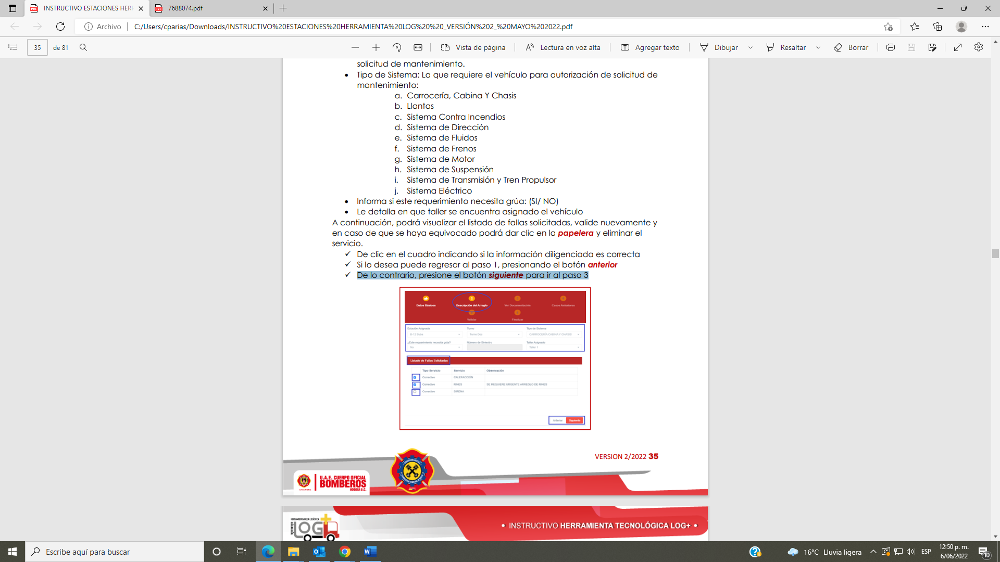 INSTRUCTIVO ESTACIONES HERR
7688074.pdf
Archivo
C:/Users/cparias/Downloads/INSTRUCTIVO%20ESTACIONES%20HERRAMIENTA%20LOG%20%20_VERSIÓN%202_%20MAYO%202022.pdf
35 de 81
Vista de página
Lectura en voz alta
Agregar texto
Dibujar
Resaltar
Borrar
solicitud de mantenimiento.
• Tipo de Sistema: La que requiere el vehículo para autorización de solicitud de
mantenimiento:
a. Carrocería, Cabina Y Chasis
b. Llantas
c. Sistema Contra Incendios
d. Sistema de Dirección
e. Sistema de Fluidos
f. Sistema de Frenos
g. Sistema de Motor
h. Sistema de Suspensión
i. Sistema de Transmisión y Tren Propulsor
j. Sistema Eléctrico
• Informa si este requerimiento necesita grúa: (SI/ NO)
• Le detalla en que taller se encuentra asignado el vehículo
A continuación, podrá visualizar el listado de fallas solicitadas, valide nuevamente y
en caso de que se haya equivocado podrá dar clic en la papelera y eliminar el
servicio.
✓ De clic en el cuadro indicando si la información diligenciada es correcta
✓ Si lo desea puede regresar al paso 1, presionando el botón anterior
✓ De lo contrario, presione el botón siguiente para ir al paso 3
Datos Básicos
2
Descripción del Arreglo
Ver Documentación
Casos Anteriores
Validar
Finalizar
Estación Asignada
Turno
Tipo de Sistema
B-12 Suba
Turno Dos
CARROCERÍA CABINA Y CHASIS
¿Este requerimiento necesita grúa?
Número de Siniestro
Taller Asignado
No
Taller 1
Listado de Fallas Solicitadas
Tipo Servicio Servicio Observación
Correctivo CALEFACCIÓN
Correctivo RINES SE REQUIERE URGENTE ARREGLO DE RINES
Correctivo SIRENA
Anterior Siguiente
VERSION 2/2022 35
U.A.E. CUERPO OFICIAL
BOMBEROS
BOGOTÁ D.C.
HERRAMIENTA MESA LOGÍSTICA
LOG
• INSTRUCTIVO HERRAMIENTA TECNOLÓGICA LOG+ •
Escribe aquí para buscar
16°C Lluvia ligera
ESP
12:50 p. m.
6/06/2022
10